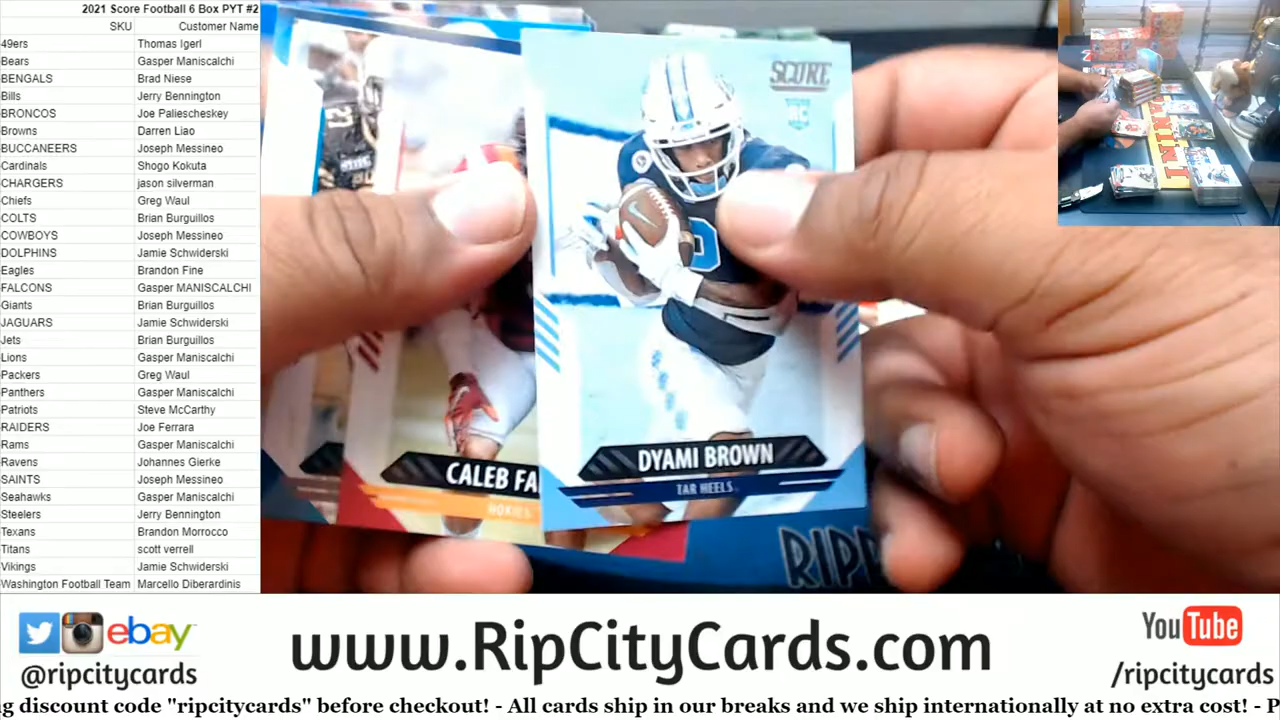 2021 Score Football 6 Box PYT #2
SKU Customer Name
49ers Thomas Igerl
Bears Gasper Maniscalchi
BENGALS Brad Niese
Bills Jerry Bennington
BRONCOS Joe Paliescheskey
Browns Darren Liao
BUCCANEERS Joseph Messineo
Cardinals Shogo Kokuta
CHARGERS jason silverman
Chiefs Greg Waul
COLTS Brian Burguillos
COWBOYS Joseph Messineo
DOLPHINS Jamie Schwiderski
Eagles Brandon Fine
FALCONS Gasper MANISCALCHI
Giants Brian Burguillos
JAGUARS Jamie Schwiderski
Jets Brian Burguillos
Lions Gasper Maniscalchi
Packers Greg Waul
Panthers Gasper Maniscalchi
Patriots Steve McCarthy
RAIDERS Joe Ferrara
Rams Gasper Maniscalchi
Ravens Johannes Gierke
SAINTS Joseph Messineo
Seahawks Gasper Maniscalchi
Steelers Jerry Bennington
Texans Brandon Morrocco
Titans scott verrell
Vikings Jamie Schwiderski
Washington Football Team Marcello Diberardinis
SCORE
RC
DYAMI BROWN
TAR HEELS
CALEB FA
HOKIES
RIPP
PANINI
ebay
@ripcitycards
www.RipCityCards.com
YouTube
/ripcitycards
g discount code "ripcitycards" before checkout! - All cards ship in our breaks and we ship internationally at no extra cost! - P